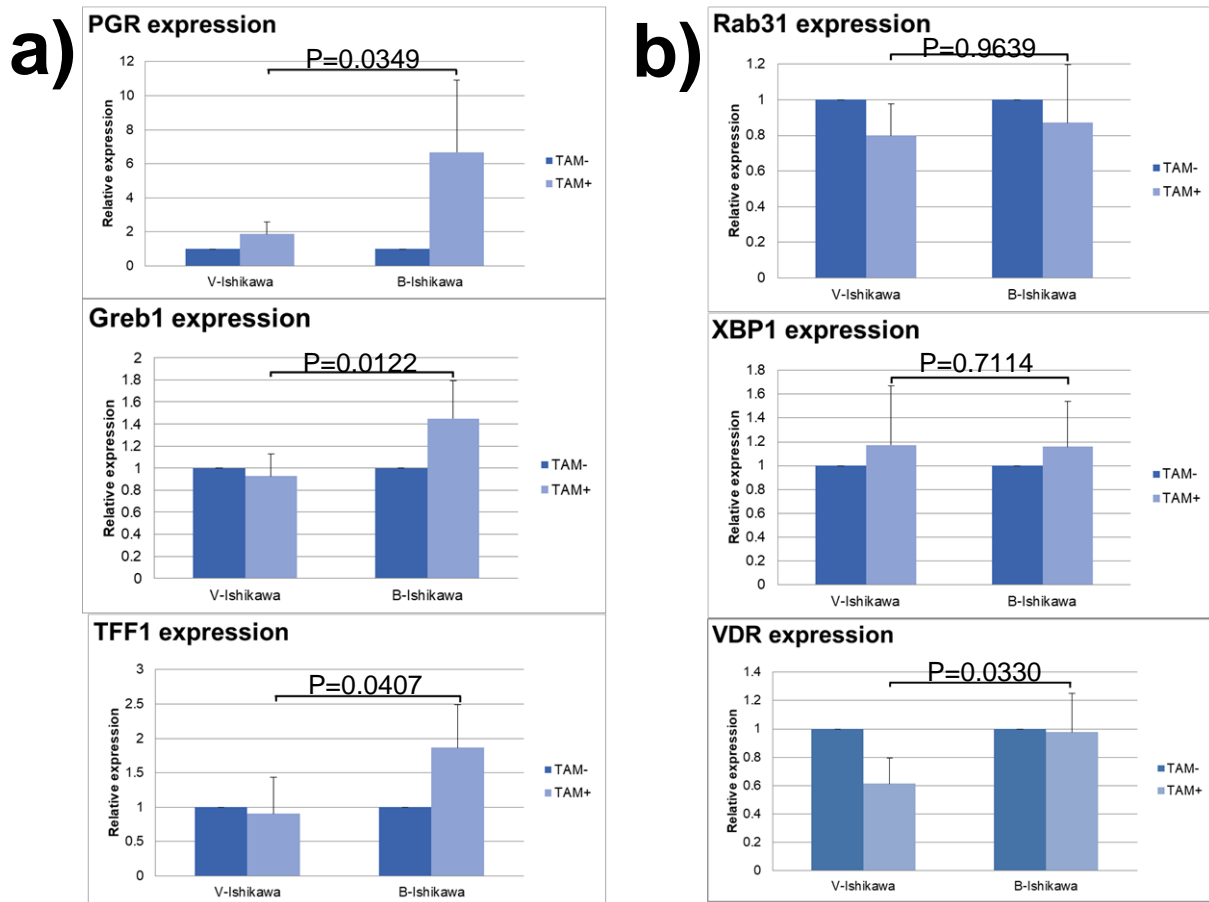 a)
PGR expression
P=0.0349
12
10
8
6
4
2
0
Relative expression
V-Ishikawa
B-Ishikawa
TAM-
TAM+
Greb1 expression
P=0.0122
2
1.8
1.6
1.4
1.2
1
0.8
0.6
0.4
0.2
0
Relative expression
V-Ishikawa
B-Ishikawa
TAM-
TAM+
TFF1 expression
P=0.0407
3
2.5
2
1.5
1
0.5
0
Relative expression
V-Ishikawa
B-Ishikawa
TAM-
TAM+
b)
Rab31 expression
P=0.9639
1.2
1
0.8
0.6
0.4
0.2
0
Relative expression
V-Ishikawa
B-Ishikawa
TAM-
TAM+
XBP1 expression
P=0.7114
1.8
1.6
1.4
1.2
1
0.8
0.6
0.4
0.2
0
Relative expression
V-Ishikawa
B-Ishikawa
TAM-
TAM+
VDR expression
P=0.0330
1.4
1.2
1
0.8
0.6
0.4
0.2
0
Relative expression
V-Ishikawa
B-Ishikawa
TAM-
TAM+